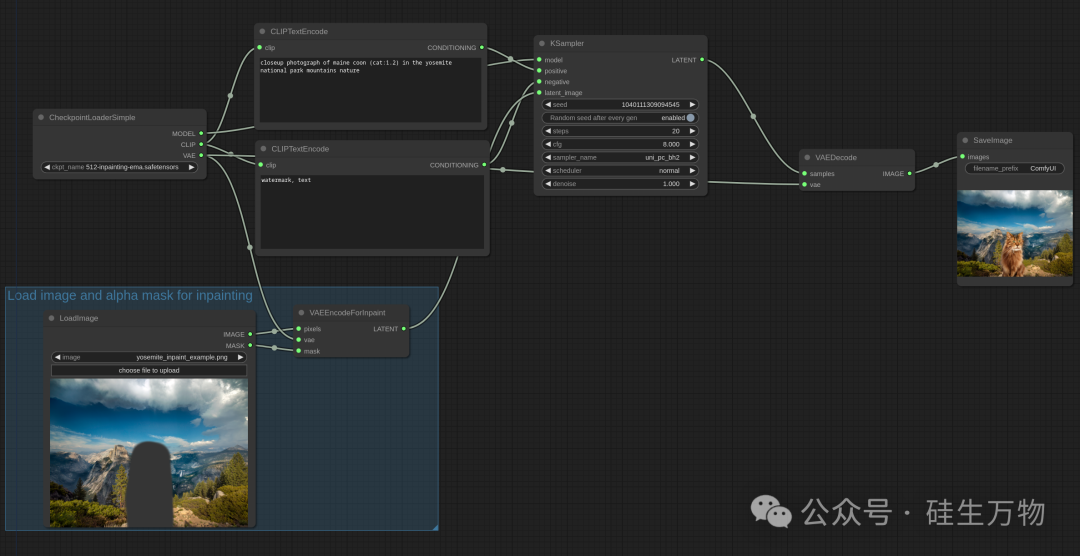 CLIPTextEncode
clip
CONDITIONING
closeup photograph of maine coon (cat:1.2) in the yosemite
national park mountains nature
CheckpointLoaderSimple
MODEL
CLIP
VAE
ckpt_name 512-inpainting-ema.safetensors
CLIPTextEncode
clip
CONDITIONING
watermark, text
KSampler
model
LATENT
positive
negative
latent_image
seed 1040111309094545
Random seed after every gen enabled
steps 20
cfg 8.000
sampler_name uni_pc_bh2
scheduler normal
denoise 1.000
VAEDecode
samples
IMAGE
vae
SaveImage
images
filename_prefix ComfyUI
Load image and alpha mask for inpainting
LoadImage
IMAGE
MASK
image yosemite_inpaint_example.png
choose file to upload
VAEEncodeForInpaint
pixels
LATENT
vae
mask
公众号 · 硅生万物